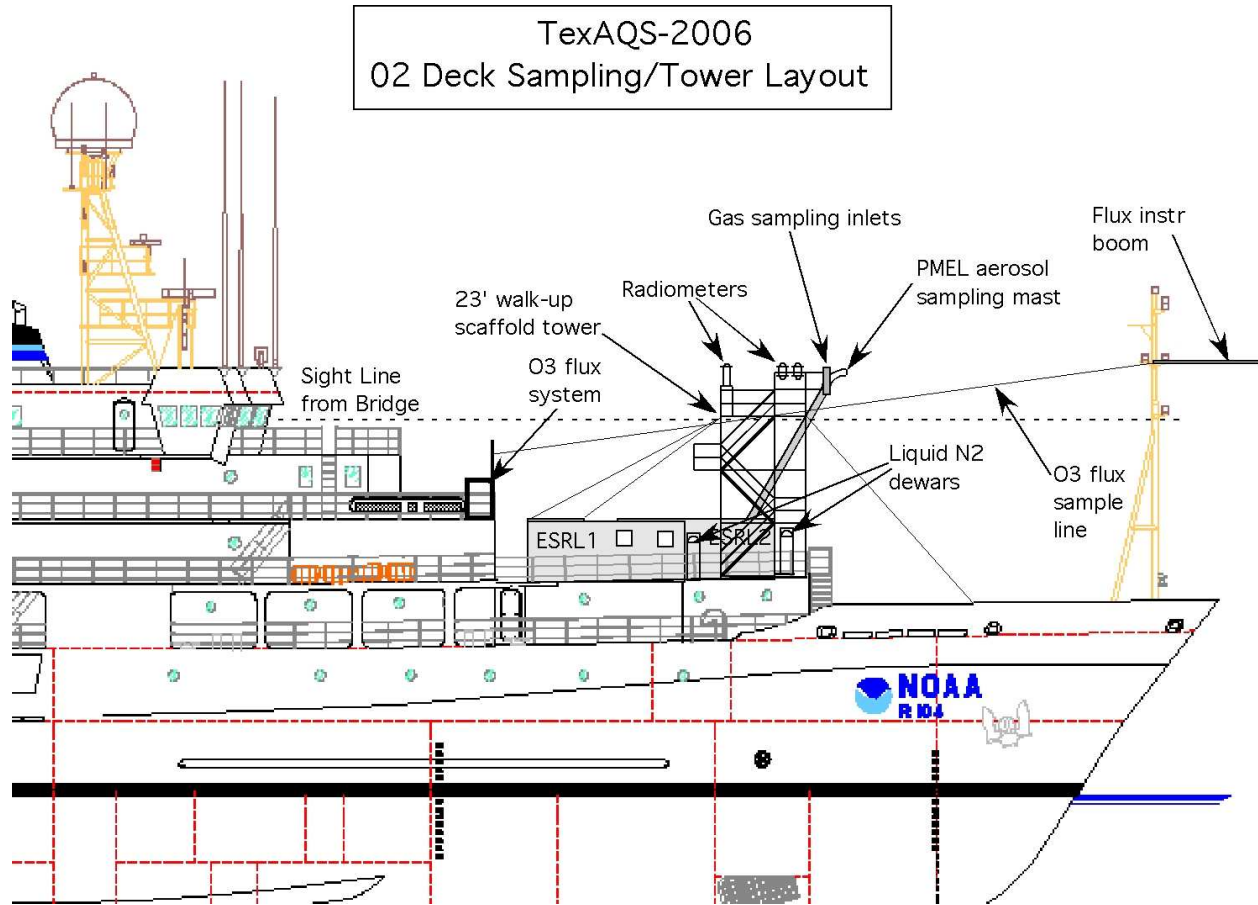 TexAQS-2006
02 Deck Sampling/Tower Layout
Gas sampling inlets
Flux instr
boom
PMEL aerosol
sampling mast
Radiometers
23' walk-up
scaffold tower
O3 flux
system
Sight Line
from Bridge
Liquid N2
dewars
O3 flux
sample
line
ESRL1
ESRL2
NOAA
R 104